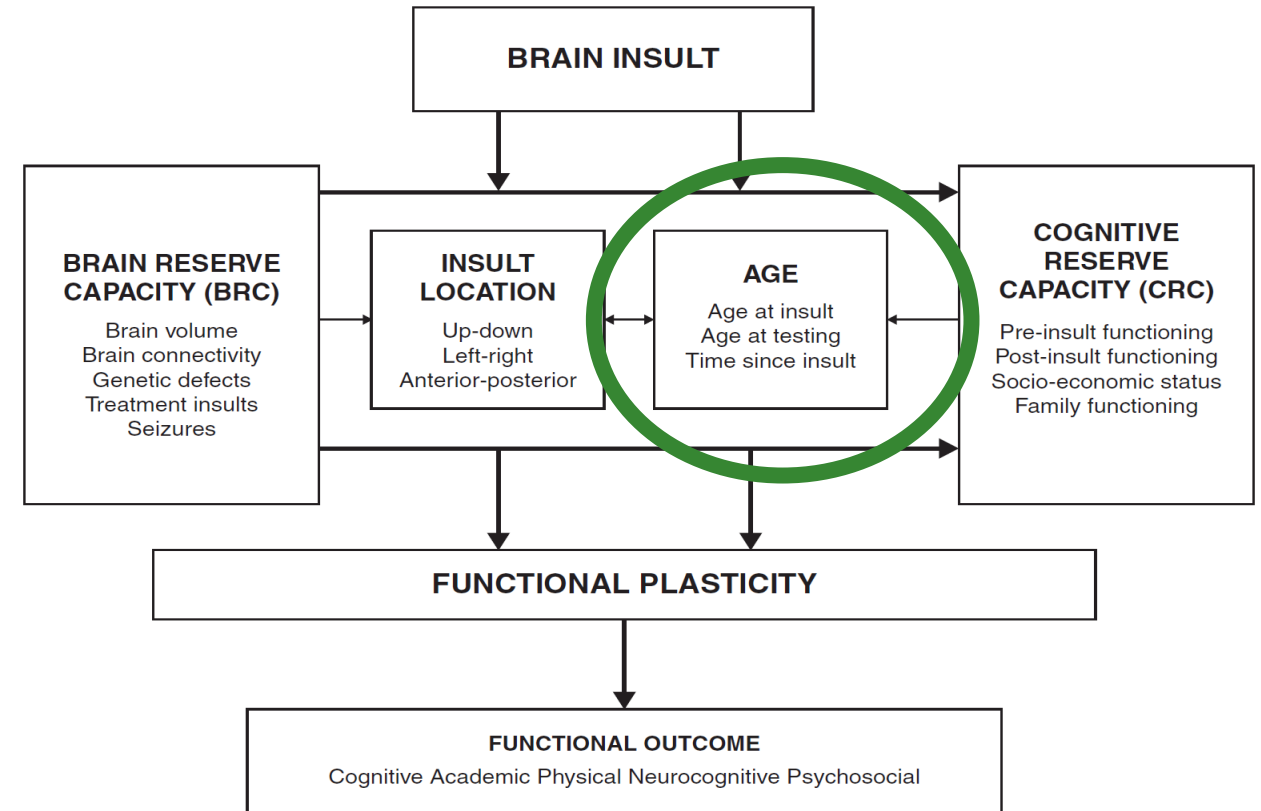 BRAIN INSULT
BRAIN RESERVE
CAPACITY (BRC)
Brain volume
Brain connectivity
Genetic defects
Treatment insults
Seizures
INSULT
LOCATION
Up-down
Left-right
Anterior-posterior
AGE
Age at insult
Age at testing
Time since insult
COGNITIVE
RESERVE
CAPACITY (CRC)
Pre-insult functioning
Post-insult functioning
Socio-economic status
Family functioning
FUNCTIONAL PLASTICITY
FUNCTIONAL OUTCOME
Cognitive Academic Physical Neurocognitive Psychosocial